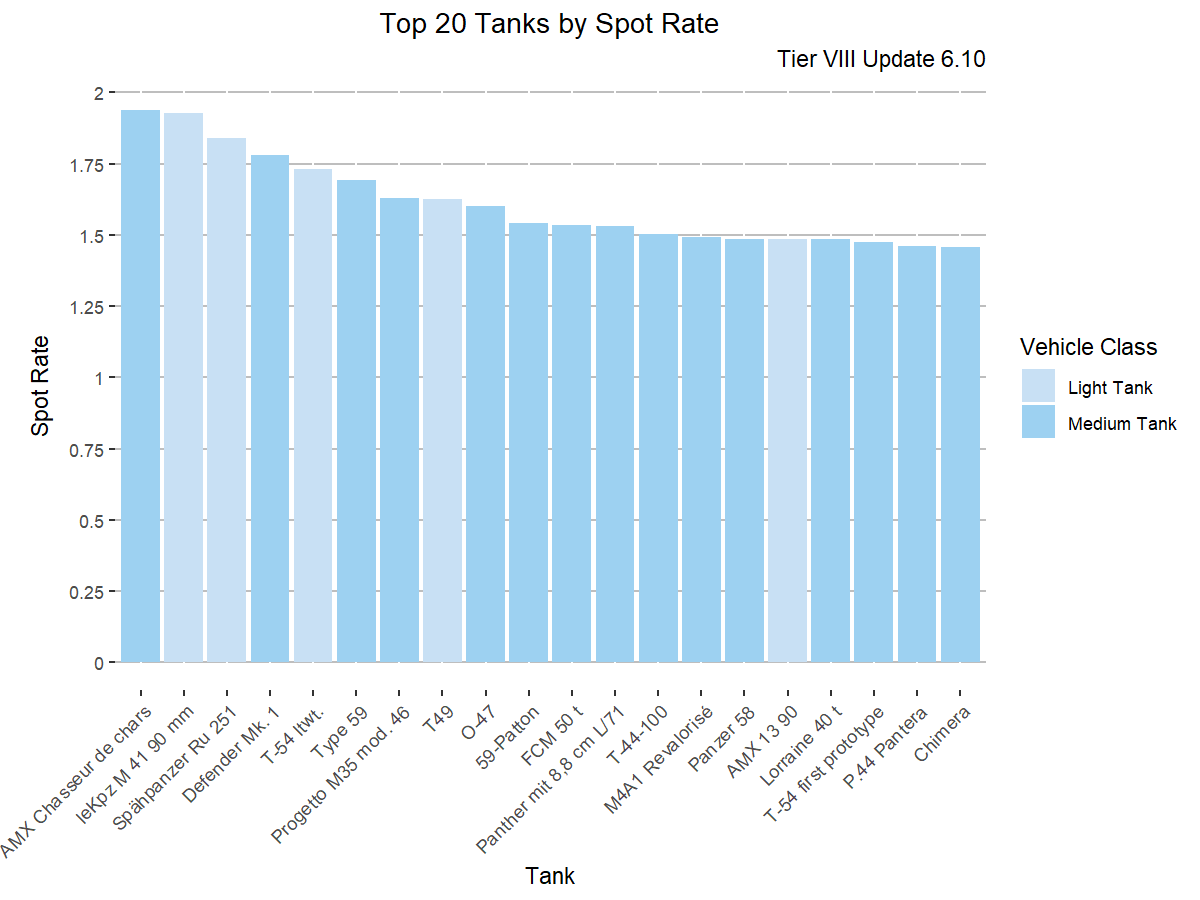 Top 20 Tanks by Spot Rate
Tier VIII Update 6.10
Spot Rate
2
1.75
1.5
1.25
1
0.75
0.5
0.25
0
AMX Chasseur de chars
leKpz M 41 90 mm
Spähpanzer Ru 251
Defender Mk. 1
T-54 ltwt.
Type 59
Progetto M35 mod. 46
T49
O-47
59-Patton
FCM 50 t
Panther mit 8,8 cm L/71
T-44-100
M4A1 Revalorisé
Panzer 58
AMX 13 90
Lorraine 40 t
T-54 first prototype
P.44 Pantera
Chimera
Tank
Vehicle Class
Light Tank
Medium Tank